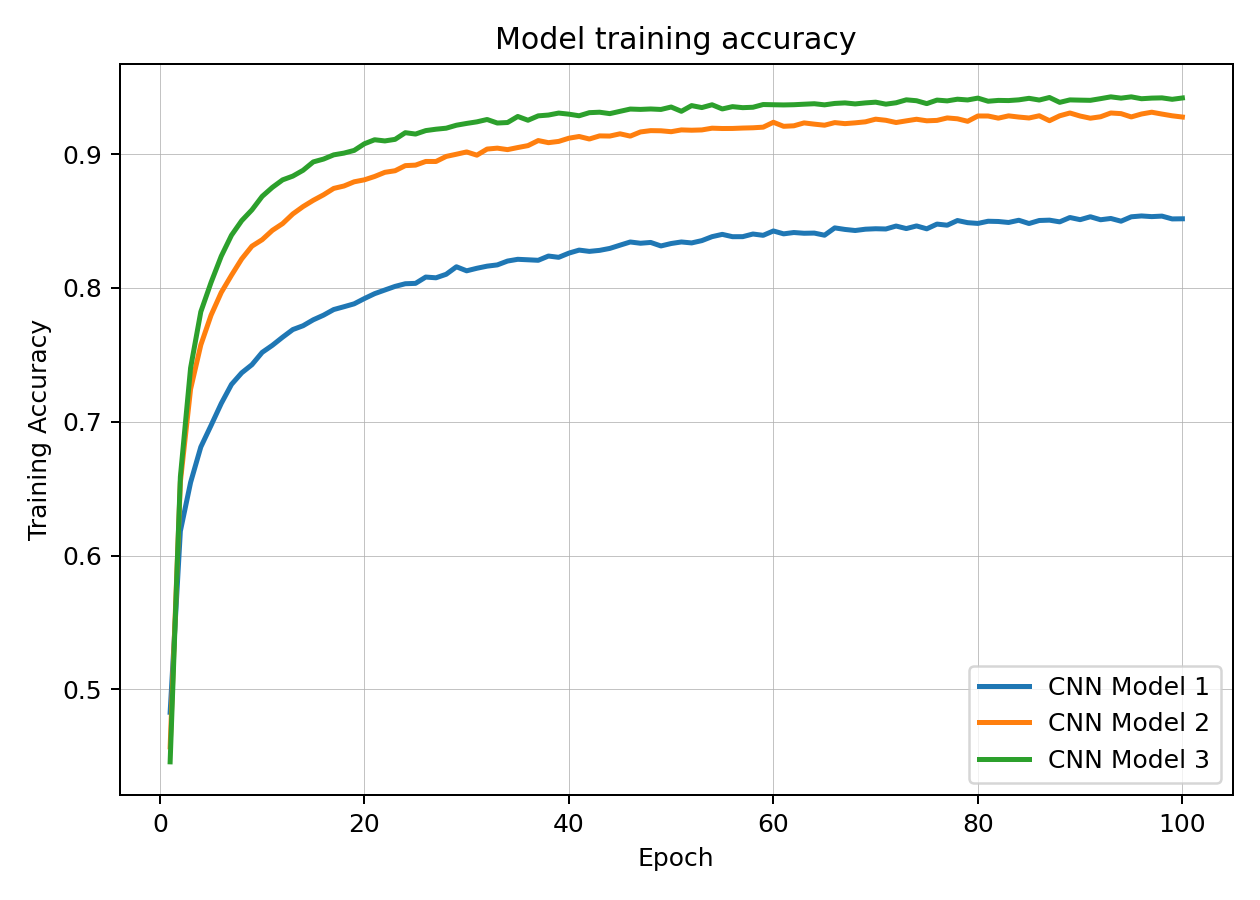 Model training accuracy
Training Accuracy
0.9
0.8
0.7
0.6
0.5
CNN Model 1
CNN Model 2
CNN Model 3
0 20 40 60 80 100
Epoch